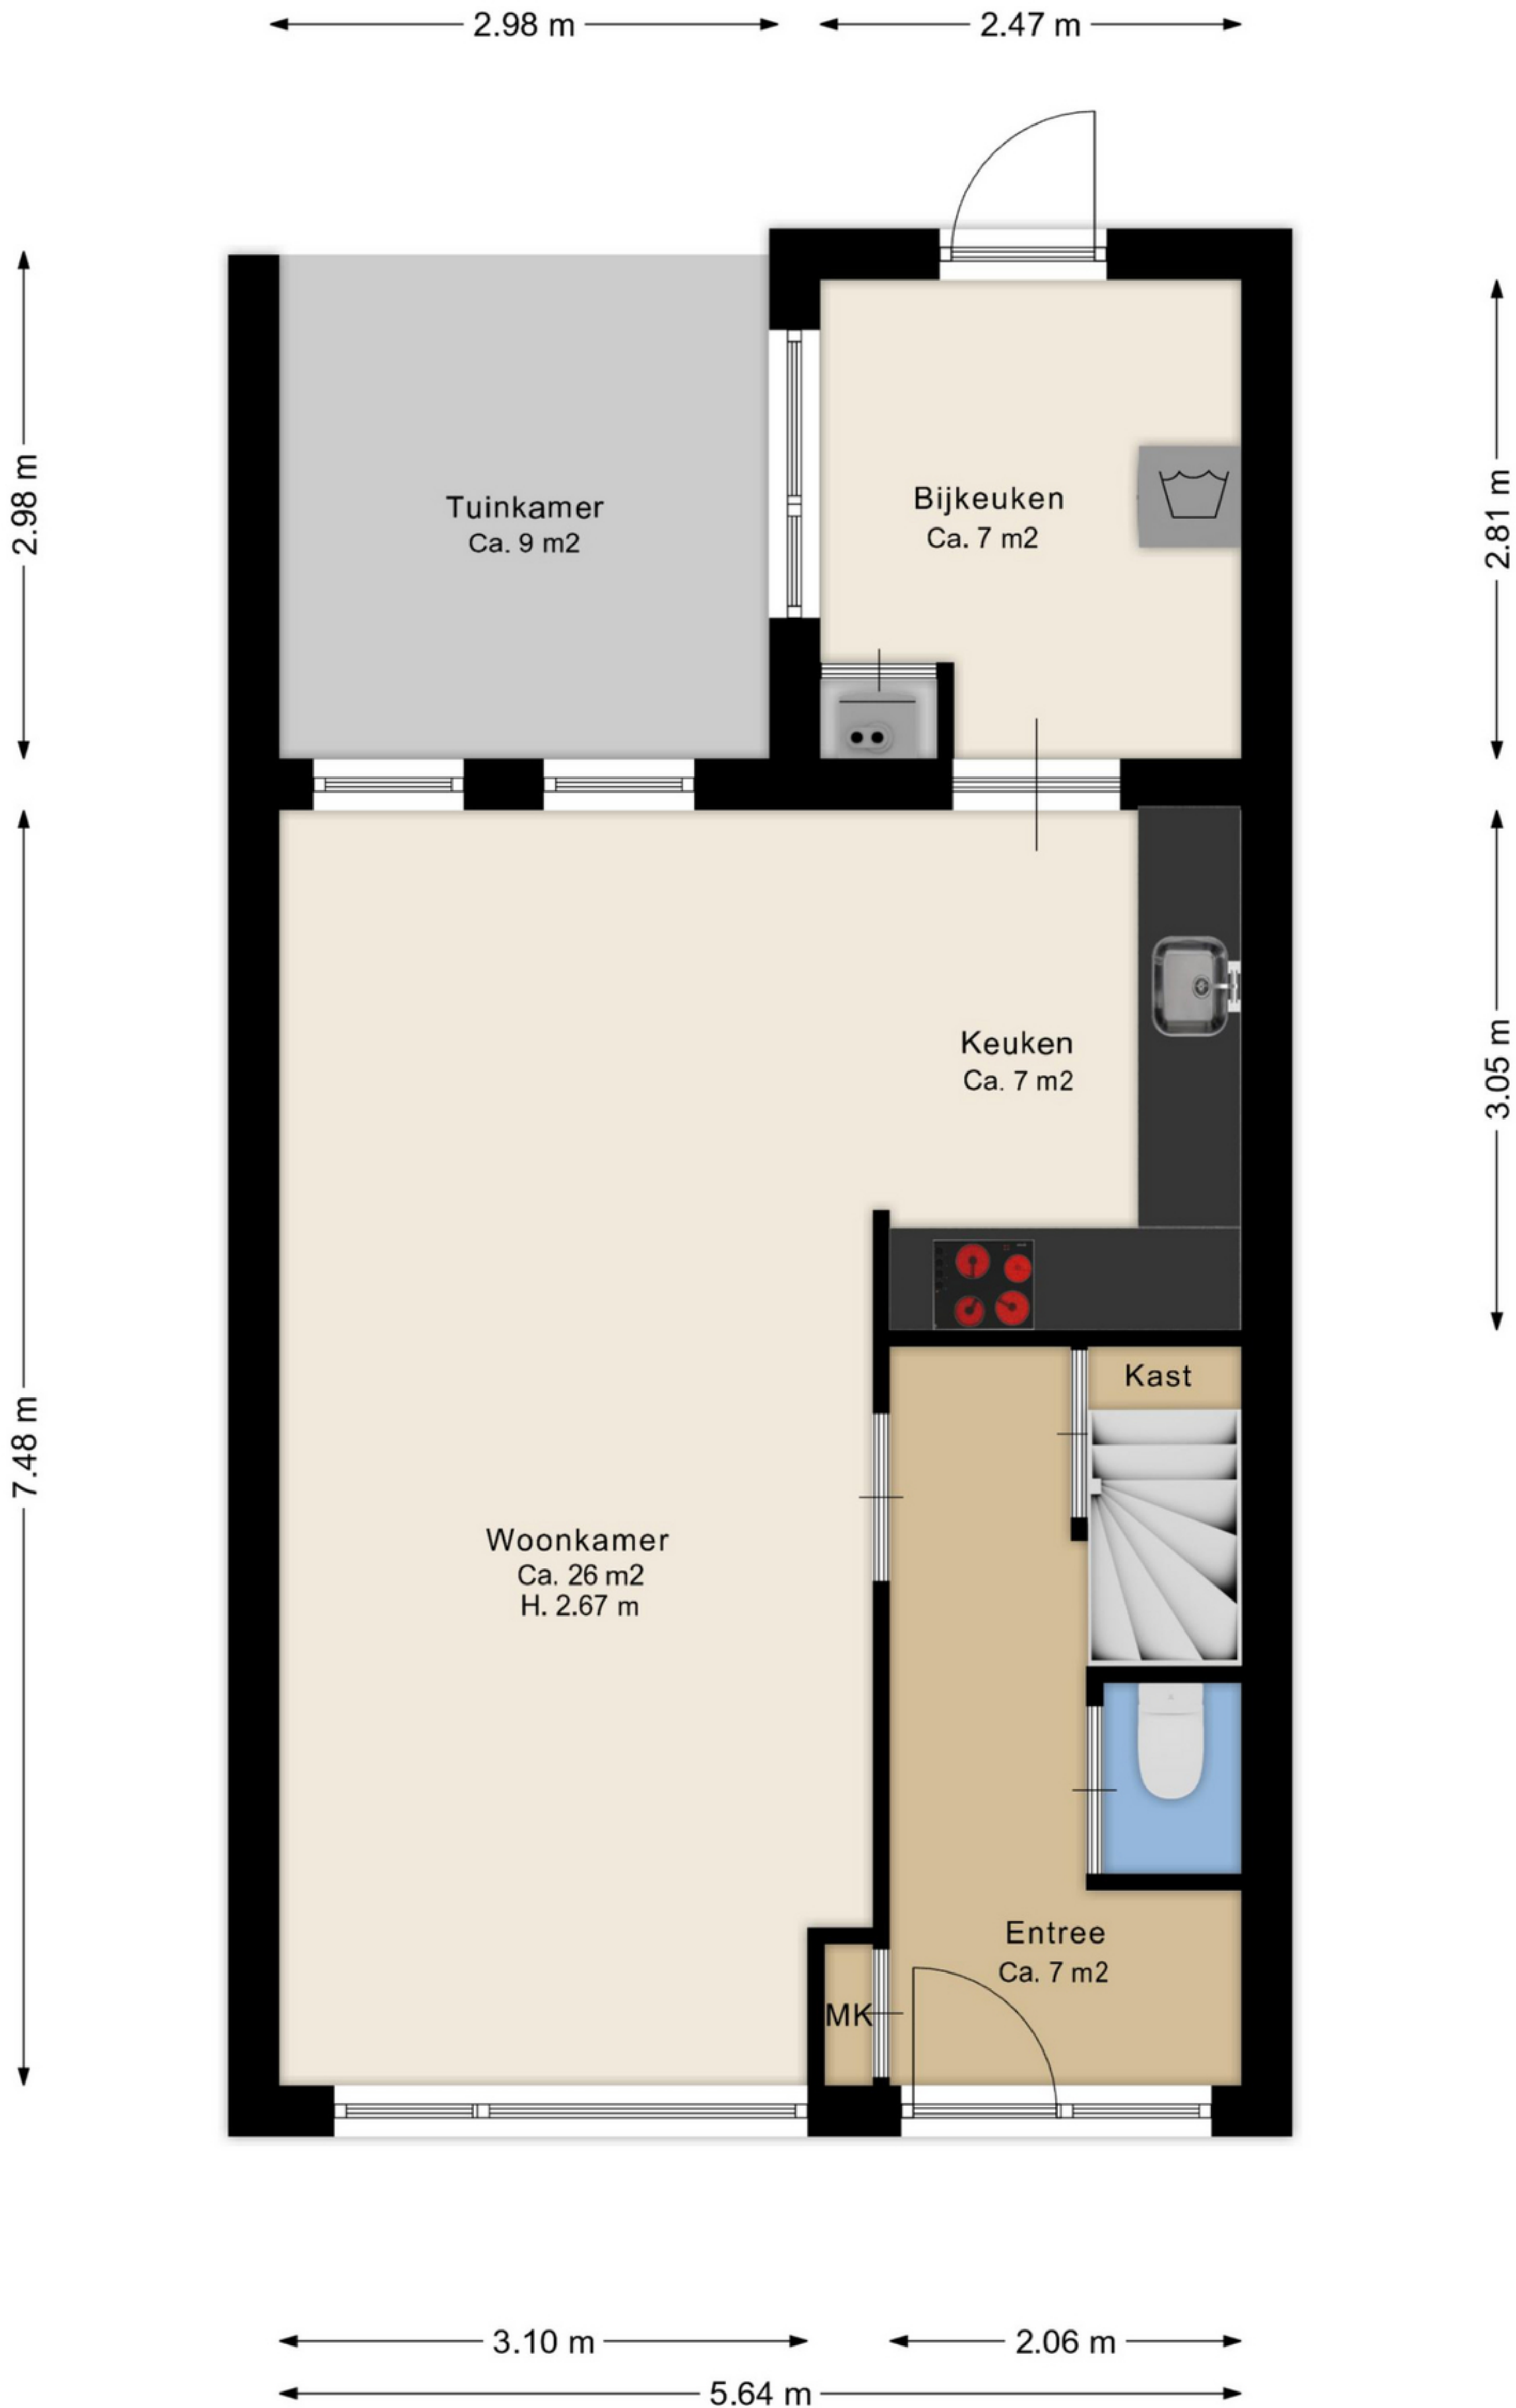 2.98 m
2.47 m
2.98 m
2.81 m
Tuinkamer
Ca. 9 m2
Bijkeuken
Ca. 7 m2
Keuken
Ca. 7 m2
3.05 m
7.48 m
Kast
Woonkamer
Ca. 26 m2
H. 2.67 m
Entree
Ca. 7 m2
MK
3.10 m
2.06 m
5.64 m